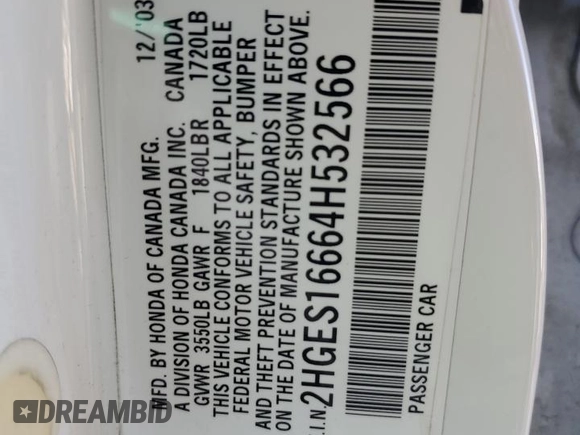 MFD. BY HONDA OF CANADA MFG. 12/'03
A DIVISION OF HONDA CANADA INC. CANADA
GWR 3550LB GAWR F 1840LBR 1720LB
THIS VEHICLE CONFORMS TO ALL APPLICABLE
FEDERAL MOTOR VEHICLE SAFETY, BUMPER
AND THEFT PREVENTION STANDARDS IN EFFECT
ON THE DATE OF MANUFACTURE SHOWN ABOVE.
.I.N. 2HGES16664H532566
PASSENGER CAR
DREAMBID